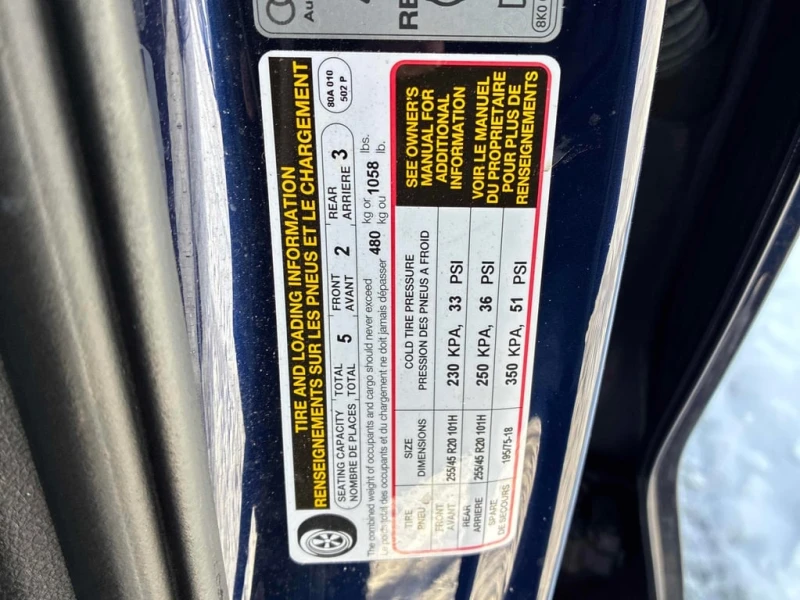 Au
RE
8K0
TIRE AND LOADING INFORMATION
RENSEIGNEMENTS SUR LES PNEUS ET LE CHARGEMENT
80A 010
502 P
SEATING CAPACITY TOTAL 5 FRONT 2 REAR 3
NOMBRE DE PLACES TOTAL AVANT ARRIERE
The combined weight of occupants and cargo should never exceed 480 kg or 1058 lbs.
Le poids total des occupants et du chargement ne doit jamais dépasser kg ou lb.
TIRE SIZE COLD TIRE PRESSURE
PNEU DIMENSIONS PRESSION DES PNEUS A FROID
SEE OWNER'S
MANUAL FOR
ADDITIONAL
INFORMATION
VOIR LE MANUEL
DU PROPRIETAIRE
POUR PLUS DE
RENSEIGNEMENTS
FRONT
AVANT 255/45 R20 101H 230 KPA, 33 PSI
REAR
ARRIERE 255/45 R20 101H 250 KPA, 36 PSI
SPARE
DE SECOURS 195/75-18 350 KPA, 51 PSI